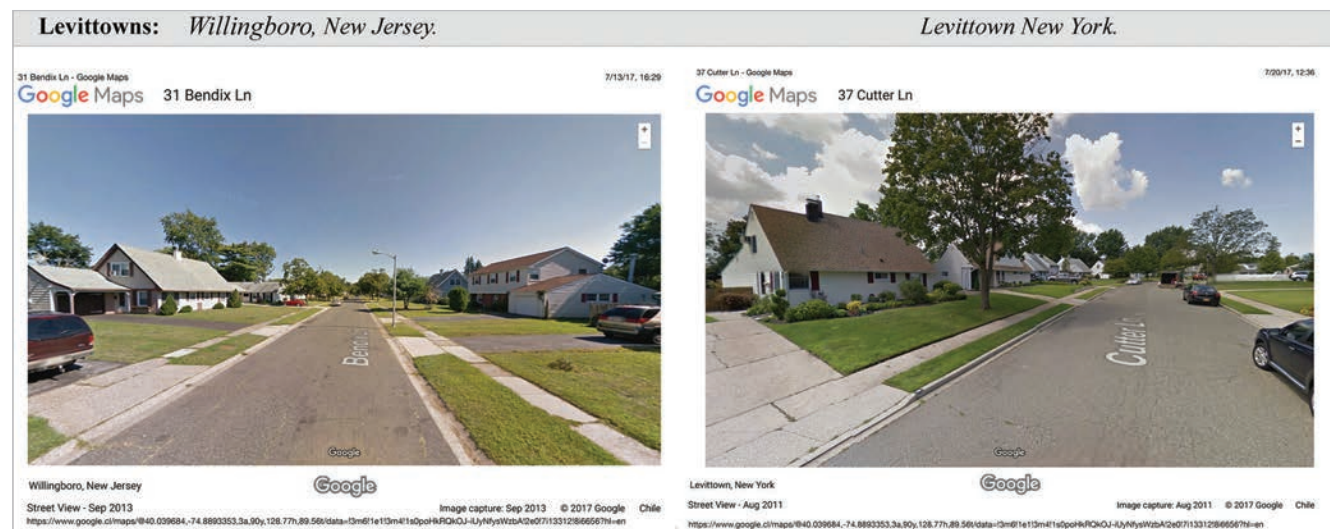 Levittowns: Willingboro, New Jersey.
Levittown New York.
31 Bendix Ln - Google Maps
7/13/17, 16:29
Google Maps 31 Bendix Ln
Bendix
Google
Willingboro, New Jersey
Google
Street View - Sep 2013
Image capture: Sep 2013 © 2017 Google Chile
37 Cutter Ln - Google Maps
7/20/17, 12:36
Google Maps 37 Cutter Ln
+
-
Cutter Ln
Google
Levittown, New York
Google
Street View - Aug 2011
Image capture: Aug 2011 © 2017 Google Chile